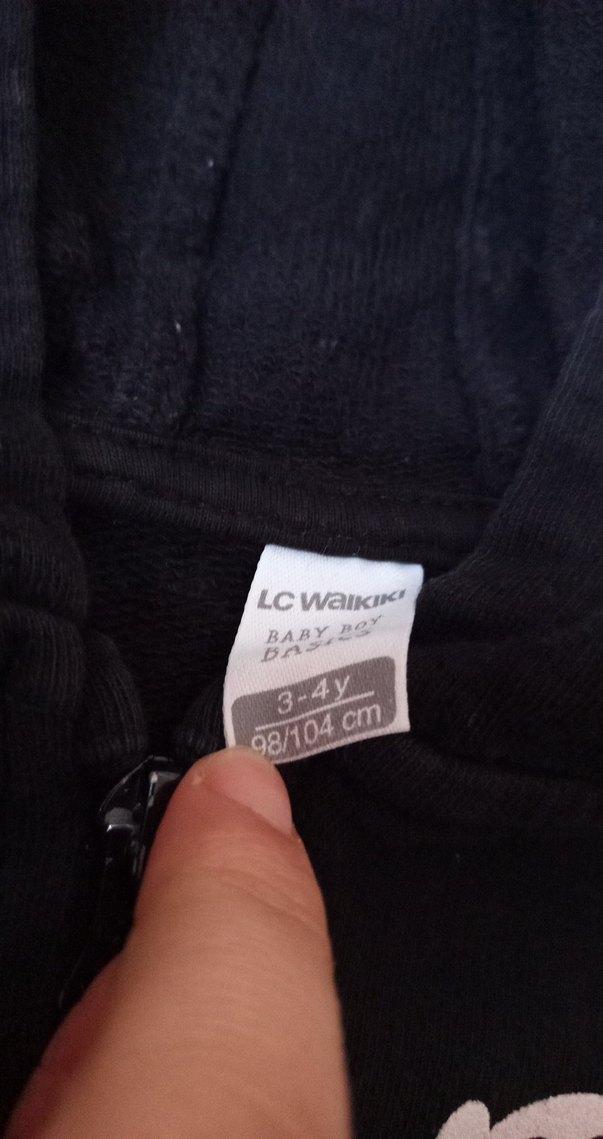 LC Waikiki
BABY BOY
BASICS
3-4 y
98/104 cm